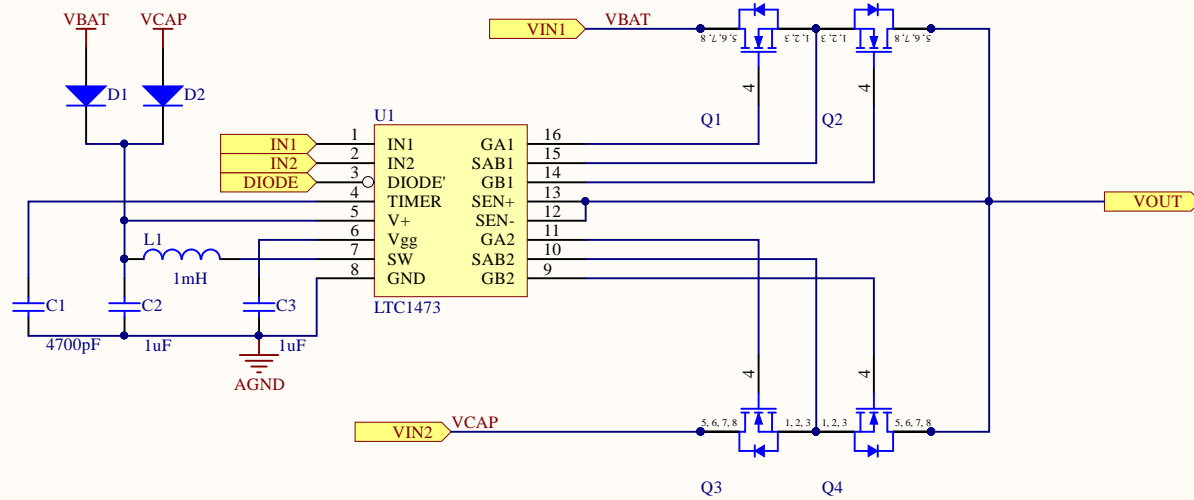 VBAT
VCAP
D1
D2
VIN1
VBAT
5, 6, 7, 8
1, 2, 3
1, 2, 3
5, 6, 7, 8
4
4
Q1
Q2
U1
IN1
IN2
DIODE
1
2
3
4
5
6
7
8
IN1
IN2
DIODE'
TIMER
V+
Vgg
SW
GND
GA1
SAB1
GB1
SEN+
SEN-
GA2
SAB2
GB2
16
15
14
13
12
11
10
9
LTC1473
VOUT
L1
1mH
C1
4700pF
C2
1uF
C3
1uF
AGND
4
4
VIN2
VCAP
5, 6, 7, 8
1, 2, 3
1, 2, 3
5, 6, 7, 8
Q3
Q4